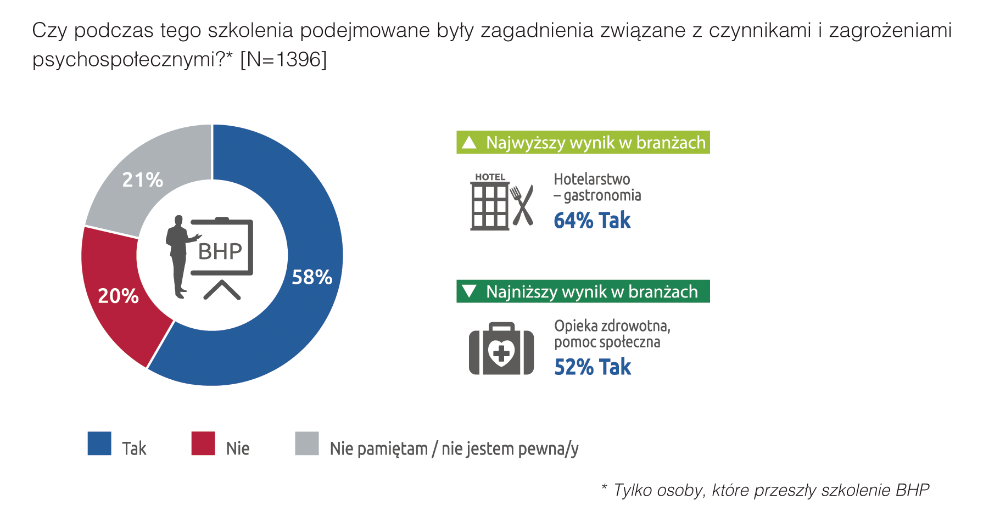 Czy podczas tego szkolenia podejmowane były zagadnienia związane z czynnikami i zagrożeniami
psychospołecznymi?* [N=1396]
21%
20%
58%
BHP
Najwyższy wynik w branżach
HOTEL
Hotelarstwo
– gastronomia
64% Tak
Najniższy wynik w branżach
Opieka zdrowotna,
pomoc społeczna
52% Tak
Tak
Nie
Nie pamiętam / nie jestem pewna/y
* Tylko osoby, które przeszły szkolenie BHP